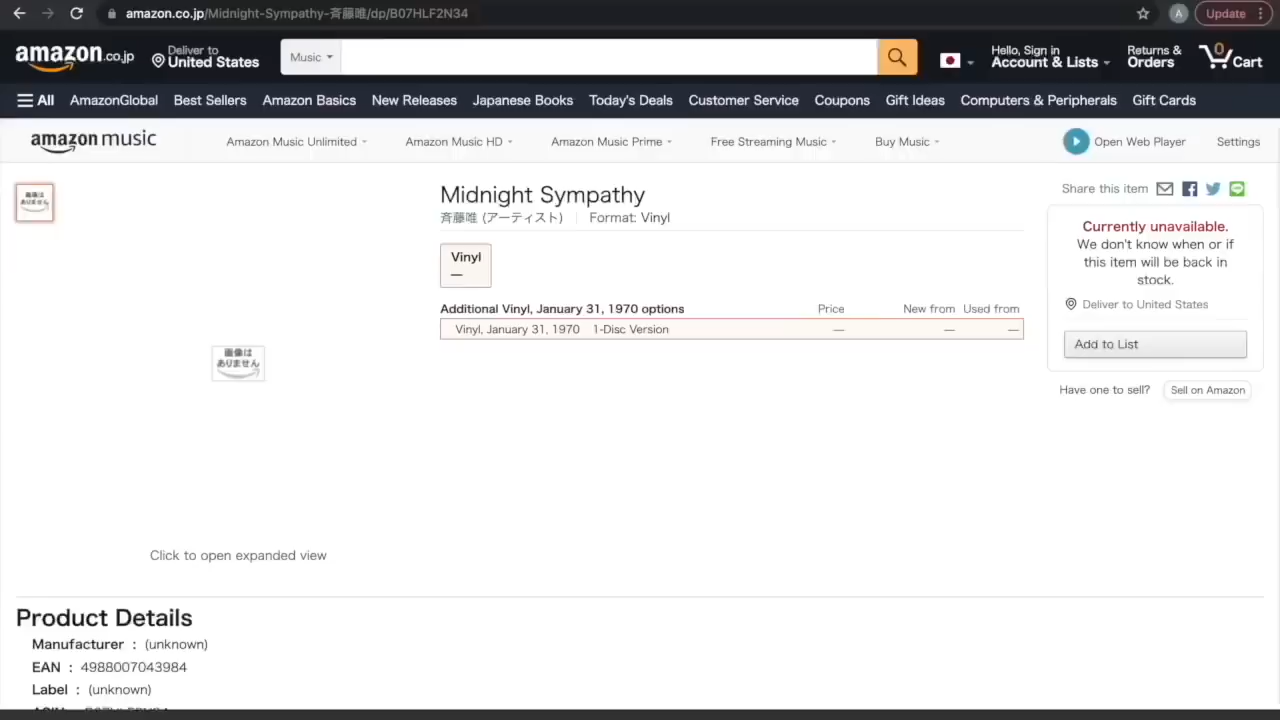 amazon.co.jp/Midnight-Sympathy-斉藤唯/dp/B07HLF2N34
A
Update
amazon.co.jp
Deliver to
United States
Music
Hello, Sign in
Account & Lists
Returns &
Orders
0
Cart
All
AmazonGlobal
Best Sellers
Amazon Basics
New Releases
Japanese Books
Today's Deals
Customer Service
Coupons
Gift Ideas
Computers & Peripherals
Gift Cards
amazon music
Amazon Music Unlimited
Amazon Music HD
Amazon Music Prime
Free Streaming Music
Buy Music
Open Web Player
Settings
画像は
ありません
Midnight Sympathy
斉藤唯 (アーティスト)
Format: Vinyl
Vinyl
—
Additional Vinyl, January 31, 1970 options
Price
New from
Used from
Vinyl, January 31, 1970 1-Disc Version
—
—
—
Share this item
Currently unavailable.
We don't know when or if
this item will be back in
stock.
Deliver to United States
Add to List
Have one to sell?
Sell on Amazon
画像は
ありません
Click to open expanded view
Product Details
Manufacturer : (unknown)
EAN : 4988007043984
Label : (unknown)